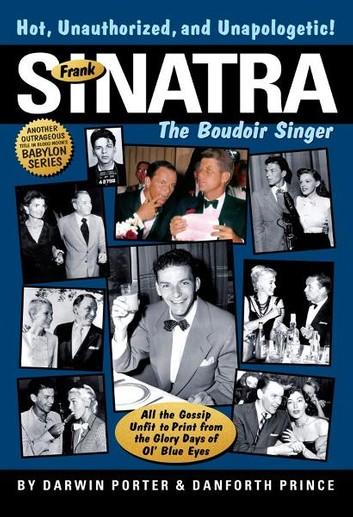 Hot, Unauthorized, and Unapologetic!
Frank
SINATRA
The Boudoir Singer
ANOTHER
OUTRAGEOUS
TITLE IN BLOOD MOON'S
BABYLON
SERIES
All the Gossip
Unfit to Print from
the Glory Days of
Ol' Blue Eyes
BY DARWIN PORTER & DANFORTH PRINCE